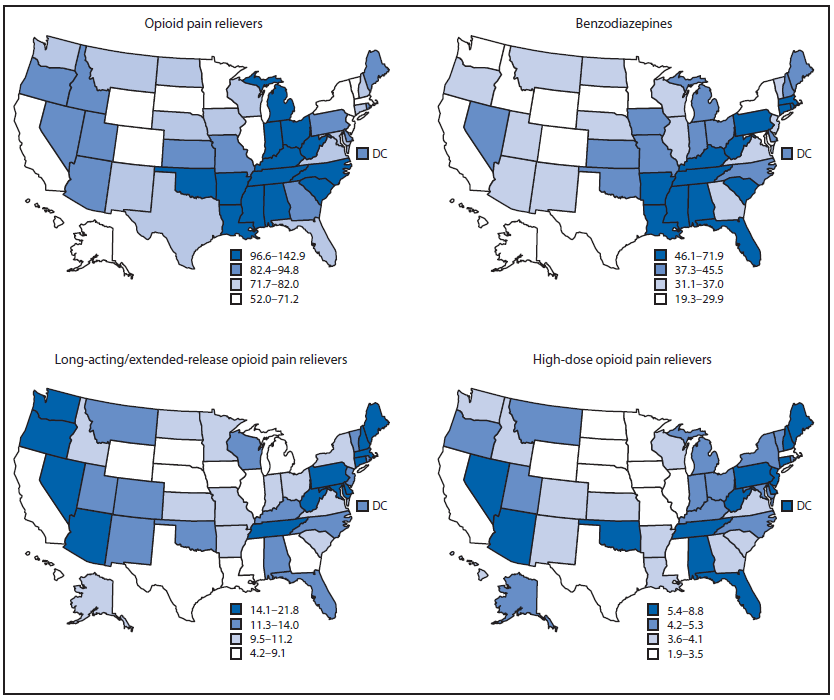 Opioid pain relievers
DC
96.6–142.9
82.4–94.8
71.7–82.0
52.0–71.2
Benzodiazepines
DC
46.1–71.9
37.3–45.5
31.1–37.0
19.3–29.9
Long-acting/extended-release opioid pain relievers
DC
14.1–21.8
11.3–14.0
9.5–11.2
4.2–9.1
High-dose opioid pain relievers
DC
5.4–8.8
4.2–5.3
3.6–4.1
1.9–3.5